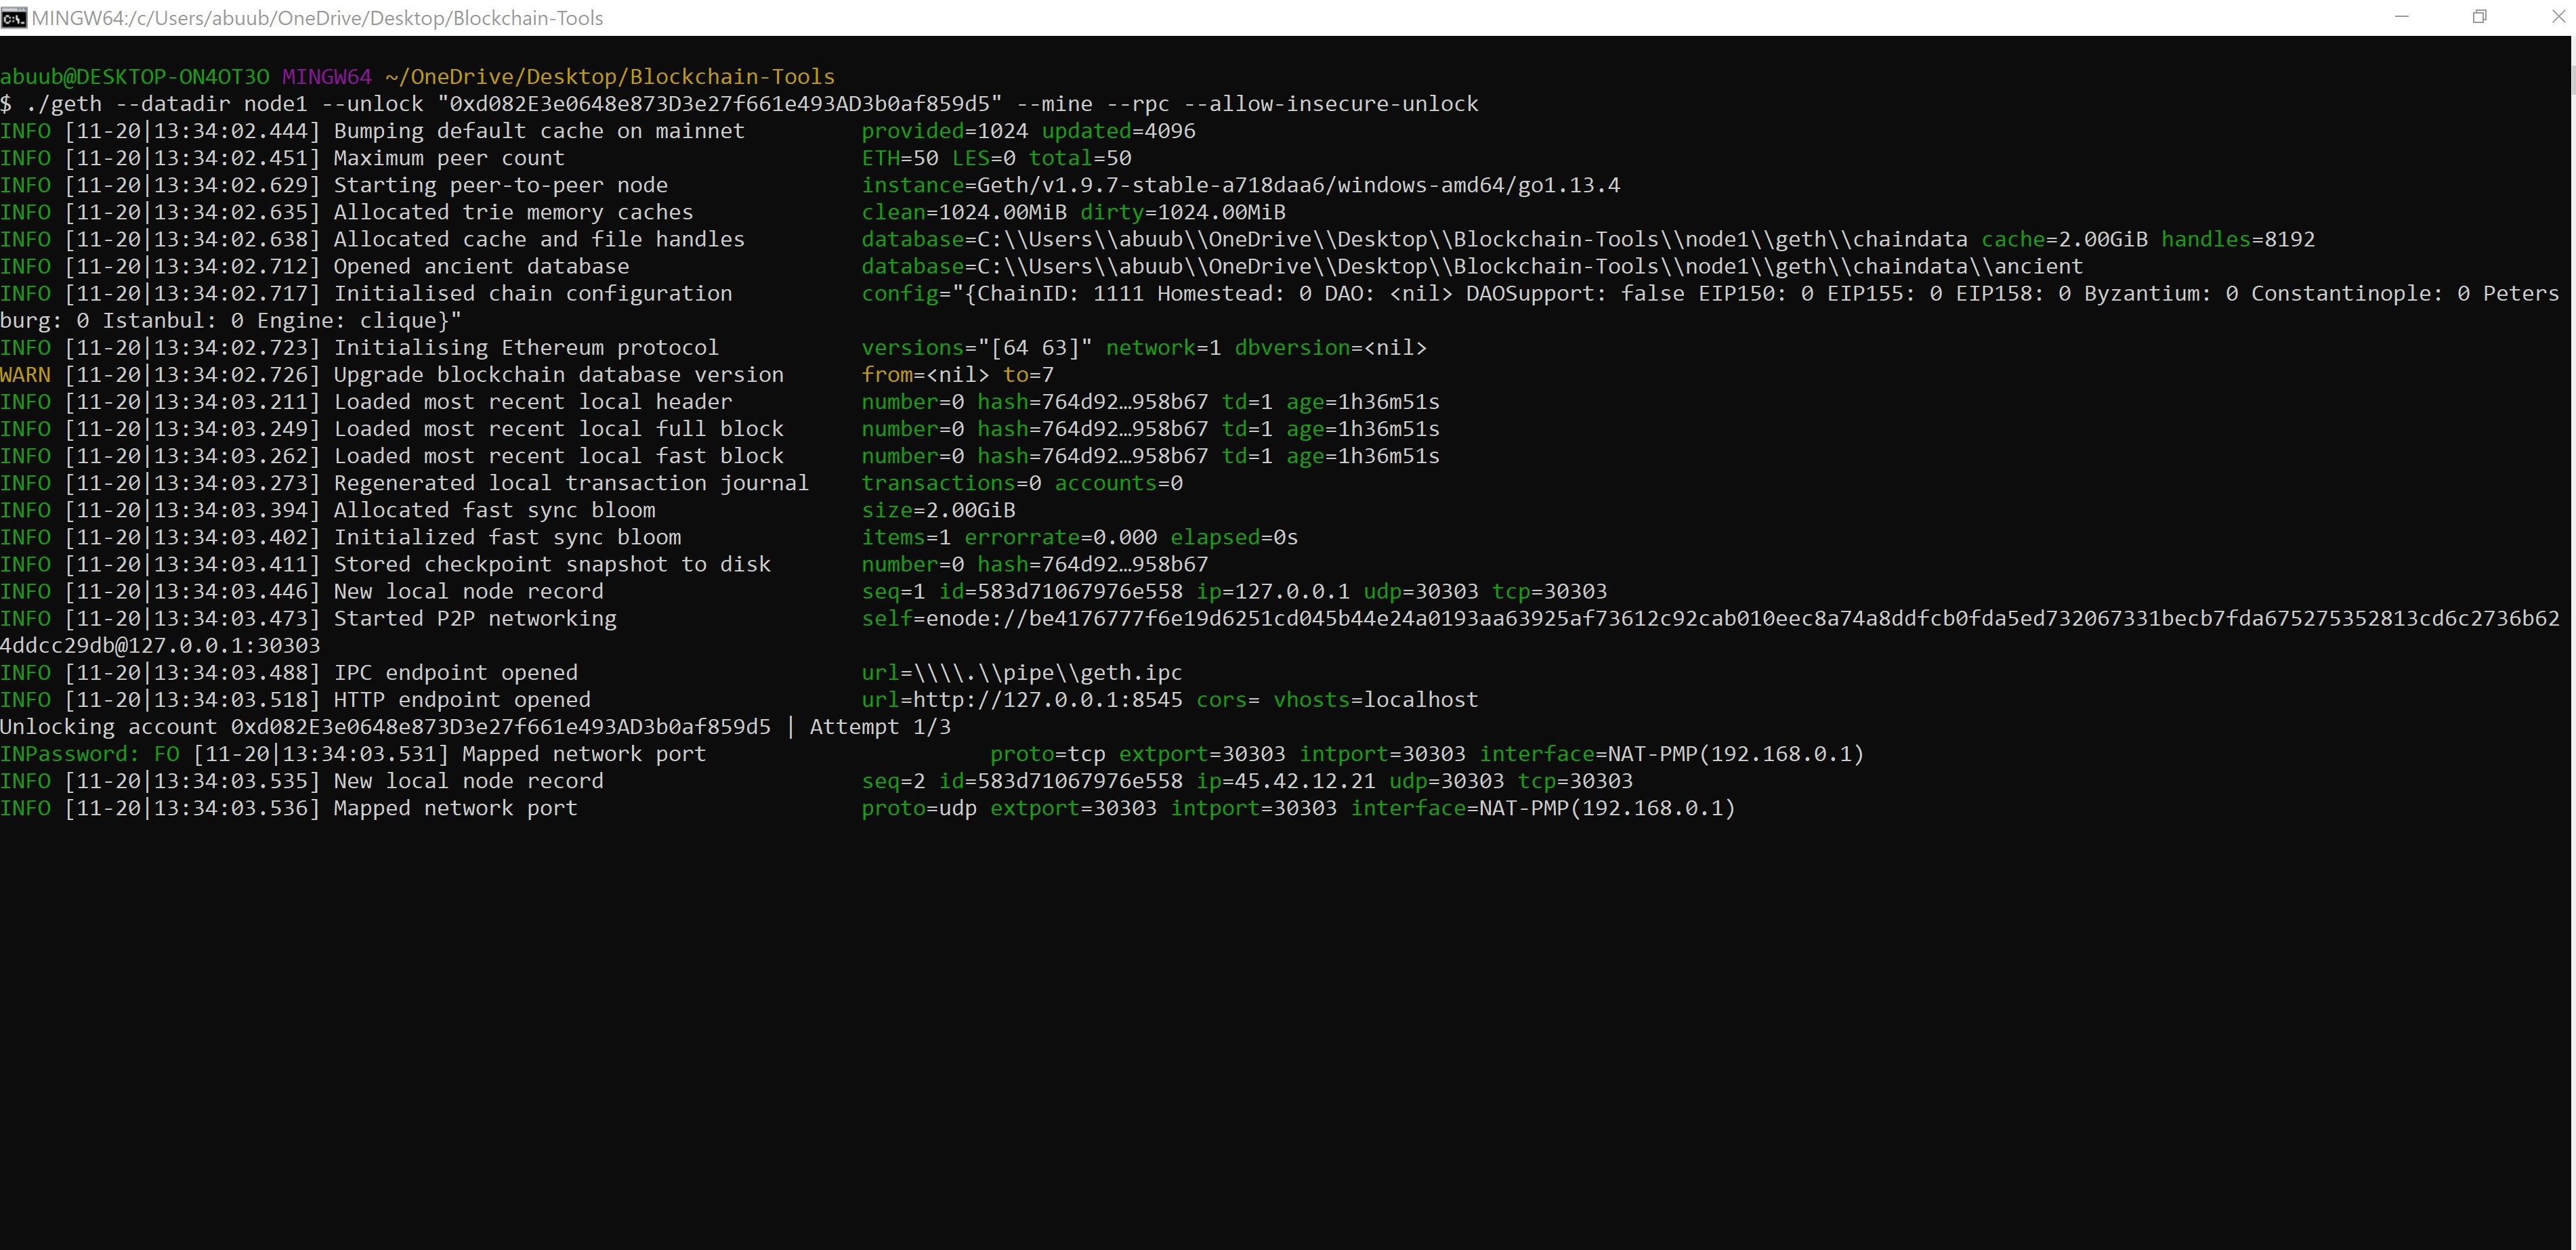 MINGW64:/c/Users/abuub/OneDrive/Desktop/Blockchain-Tools
abuub@DESKTOP-ON4OT3O MINGW64 ~/OneDrive/Desktop/Blockchain-Tools
$ ./geth --datadir node1 --unlock "0xd082E3e0648e873D3e27f661e493AD3b0af859d5" --mine --rpc --allow-insecure-unlock
INFO [11-20|13:34:02.444] Bumping default cache on mainnet         provided=1024 updated=4096
INFO [11-20|13:34:02.451] Maximum peer count                       ETH=50 LES=0 total=50
INFO [11-20|13:34:02.629] Starting peer-to-peer node               instance=Geth/v1.9.7-stable-a718daa6/windows-amd64/go1.13.4
INFO [11-20|13:34:02.635] Allocated trie memory caches             clean=1024.00MiB dirty=1024.00MiB
INFO [11-20|13:34:02.638] Allocated cache and file handles         database=C:\\Users\\abuub\\OneDrive\\Desktop\\Blockchain-Tools\\node1\\geth\\chaindata cache=2.00GiB handles=8192
INFO [11-20|13:34:02.712] Opened ancient database                  database=C:\\Users\\abuub\\OneDrive\\Desktop\\Blockchain-Tools\\node1\\geth\\chaindata\\ancient
INFO [11-20|13:34:02.717] Initialised chain configuration          config="{ChainID: 1111 Homestead: 0 DAO: <nil> DAOSupport: false EIP150: 0 EIP155: 0 EIP158: 0 Byzantium: 0 Constantinople: 0 Peters
burg: 0 Istanbul: 0 Engine: clique}"
INFO [11-20|13:34:02.723] Initialising Ethereum protocol           versions="[64 63]" network=1 dbversion=<nil>
WARN [11-20|13:34:02.726] Upgrade blockchain database version      from=<nil> to=7
INFO [11-20|13:34:03.211] Loaded most recent local header          number=0 hash=764d92…958b67 td=1 age=1h36m51s
INFO [11-20|13:34:03.249] Loaded most recent local full block      number=0 hash=764d92…958b67 td=1 age=1h36m51s
INFO [11-20|13:34:03.262] Loaded most recent local fast block      number=0 hash=764d92…958b67 td=1 age=1h36m51s
INFO [11-20|13:34:03.273] Regenerated local transaction journal    transactions=0 accounts=0
INFO [11-20|13:34:03.394] Allocated fast sync bloom                size=2.00GiB
INFO [11-20|13:34:03.402] Initialized fast sync bloom              items=1 errorrate=0.000 elapsed=0s
INFO [11-20|13:34:03.411] Stored checkpoint snapshot to disk       number=0 hash=764d92…958b67
INFO [11-20|13:34:03.446] New local node record                    seq=1 id=583d71067976e558 ip=127.0.0.1 udp=30303 tcp=30303
INFO [11-20|13:34:03.473] Started P2P networking                   self=enode://be4176777f6e19d6251cd045b44e24a0193aa63925af73612c92cab010eec8a74a8ddfcb0fda5ed732067331becb7fda675275352813cd6c2736b62
4ddcc29db@127.0.0.1:30303
INFO [11-20|13:34:03.488] IPC endpoint opened                      url=\\\\.\\pipe\\geth.ipc
INFO [11-20|13:34:03.518] HTTP endpoint opened                     url=http://127.0.0.1:8545 cors= vhosts=localhost
Unlocking account 0xd082E3e0648e873D3e27f661e493AD3b0af859d5 | Attempt 1/3
INPassword: FO [11-20|13:34:03.531] Mapped network port                      proto=tcp extport=30303 intport=30303 interface=NAT-PMP(192.168.0.1)
INFO [11-20|13:34:03.535] New local node record                    seq=2 id=583d71067976e558 ip=45.42.12.21 udp=30303 tcp=30303
INFO [11-20|13:34:03.536] Mapped network port                      proto=udp extport=30303 intport=30303 interface=NAT-PMP(192.168.0.1)